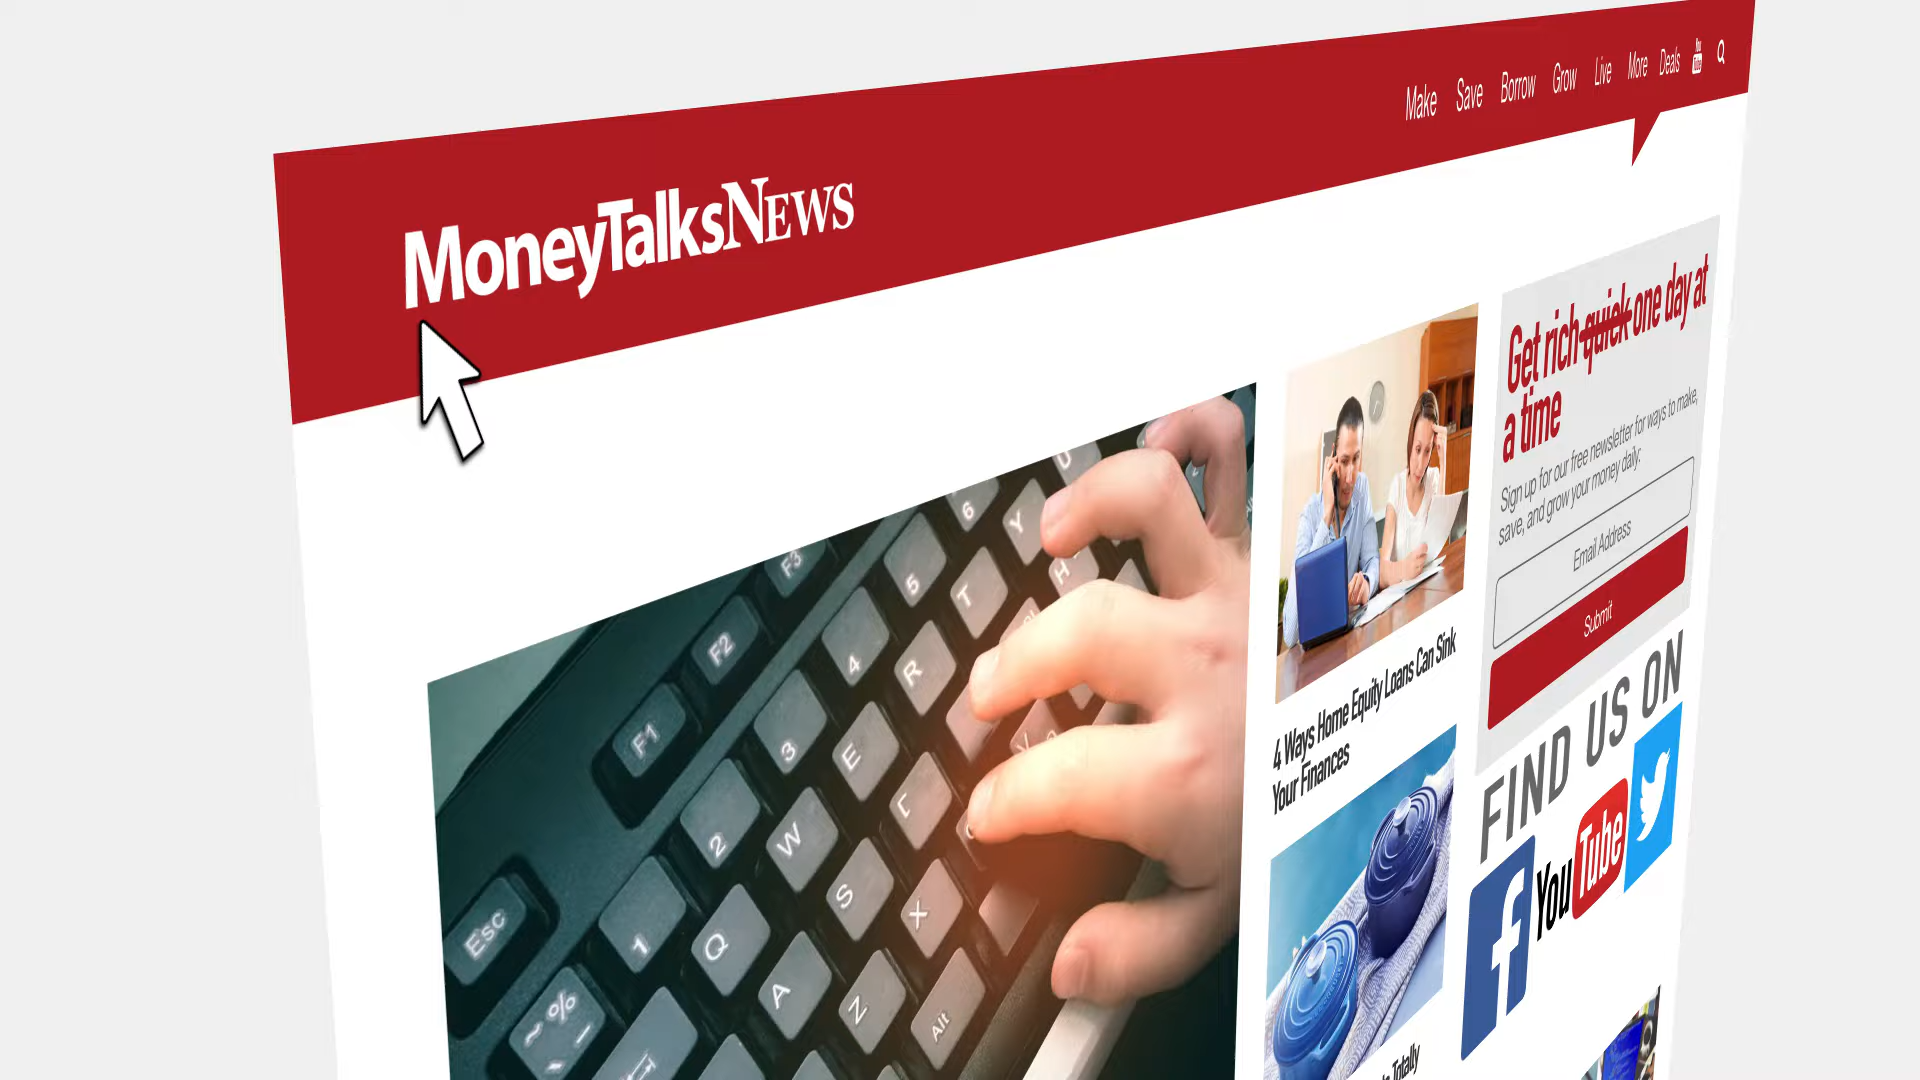 Make Save Borrow Grow Live More Deals You Tube
MoneyTalksNews
Get rich quick one day at
a time
Sign up for our free newsletter for ways to make,
save, and grow your money daily:
Email Address
Submit
4 Ways Home Equity Loans Can Sink
Your Finances
FIND US ON
f YouTube
Totally
Esc F1 F2 F3
~ % 1 2 3 4 5 6
Q W E R T Y
A S D H
Z X
Alt